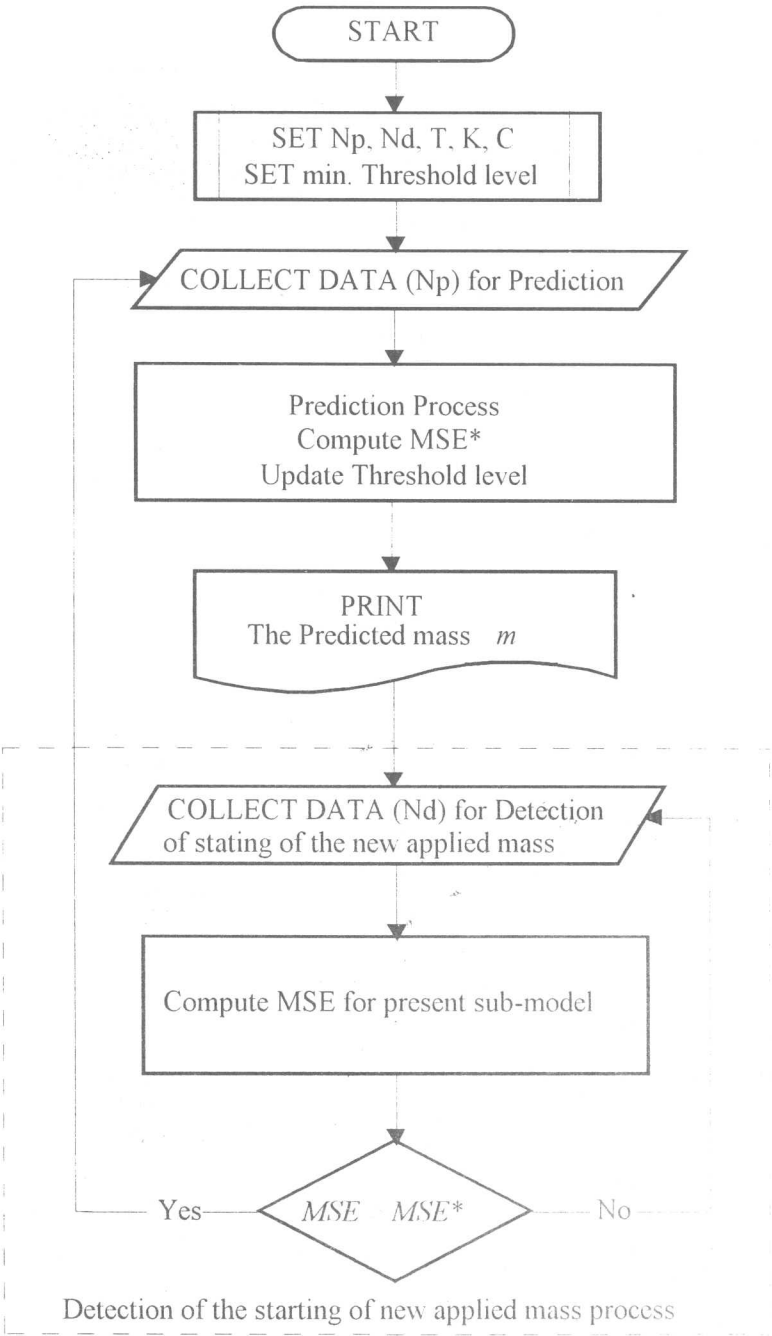 START
SET Np, Nd, T, K, C
SET min. Threshold level
COLLECT DATA (Np) for Prediction
Prediction Process
Compute MSE*
Update Threshold level
PRINT
The Predicted mass m
COLLECT DATA (Nd) for Detection
of stating of the new applied mass
Compute MSE for present sub-model
Yes
MSE MSE*
No
Detection of the starting of new applied mass process